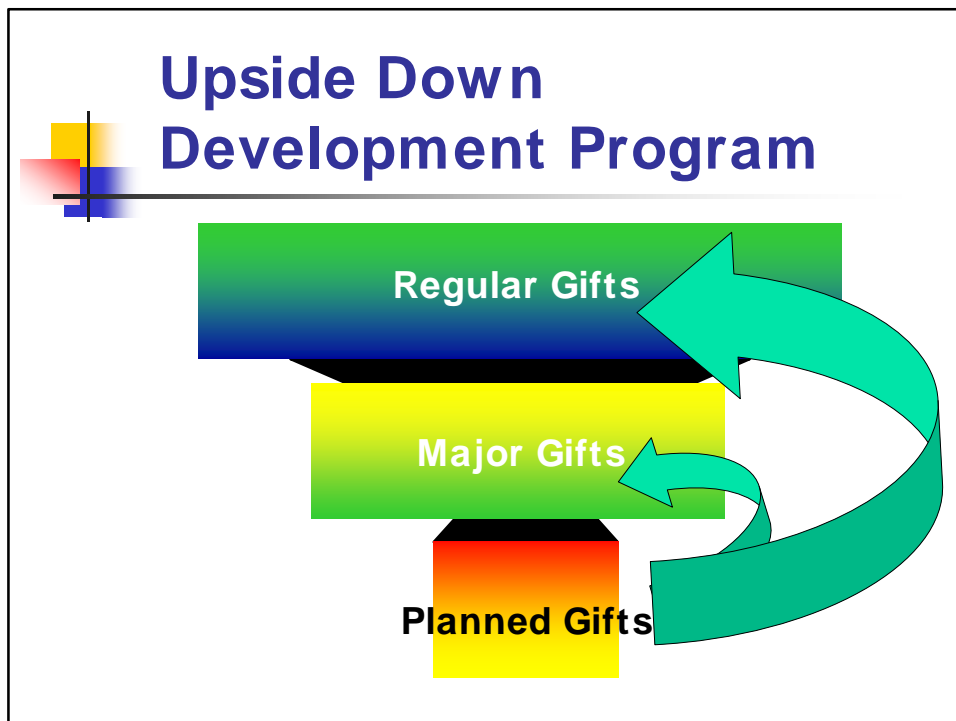 Upside Down
Development Program
Regular Gifts
Major Gifts
Planned Gifts